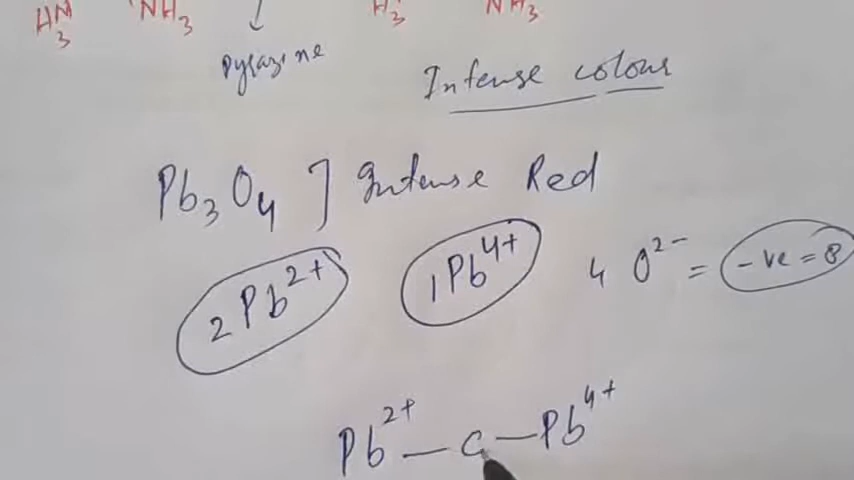 H₃N NH₃ H₃ NH₃
pyrazine
Intense colour
Pb₃O₄ ] Intense Red
2Pb²⁺ 1Pb⁴⁺ 4 O²⁻ = -ve = 8
Pb²⁺ — c — Pb⁴⁺